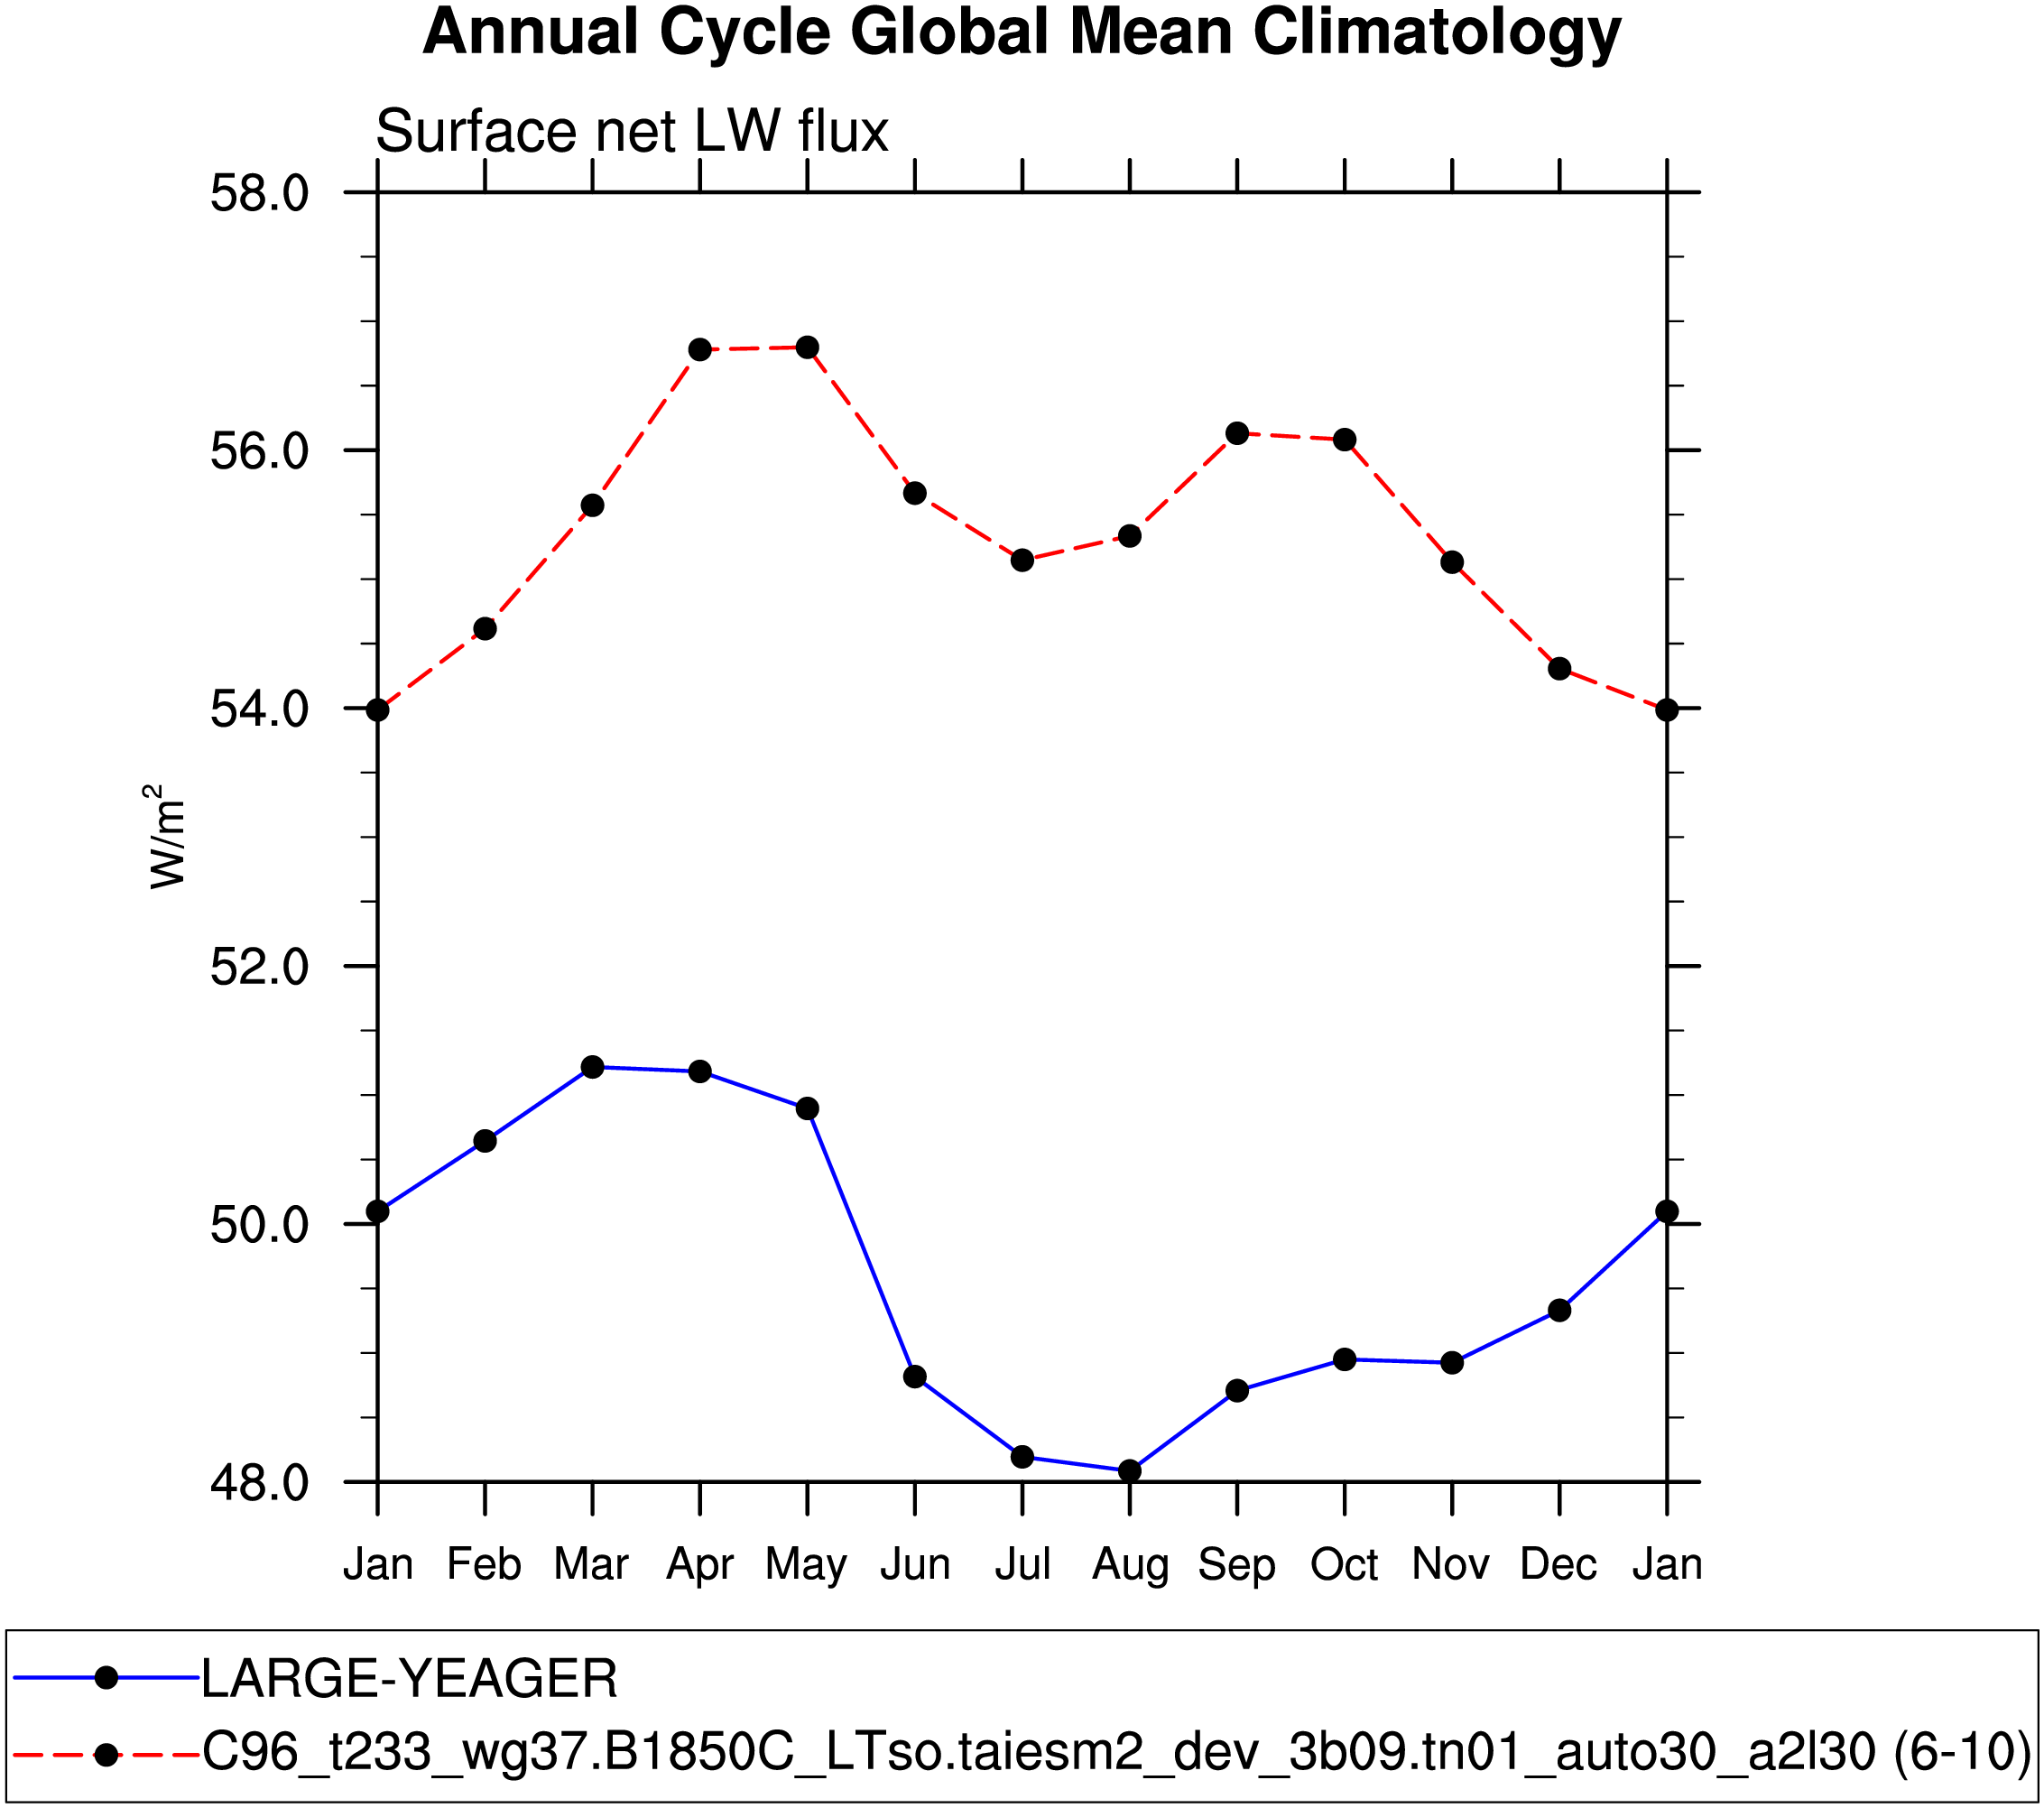 Annual Cycle Global Mean Climatology
Surface net LW flux
58.0
56.0
54.0
52.0
50.0
48.0
W/m²
Jan Feb Mar Apr May Jun Jul Aug Sep Oct Nov Dec Jan
LARGE-YEAGER
C96_t233_wg37.B1850C_LTso.taiesm2_dev_3b09.tn01_auto30_a2l30 (6-10)